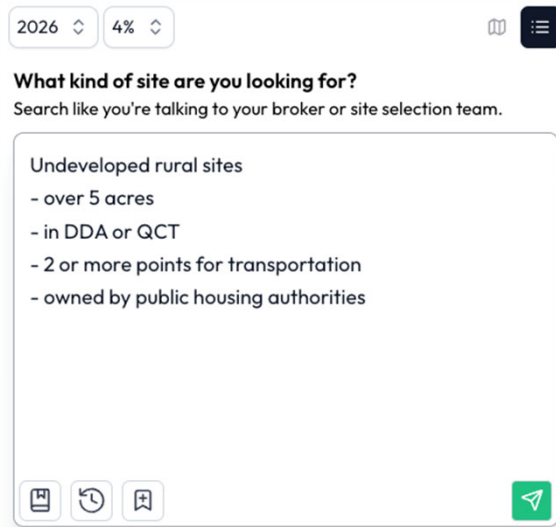 2026 4%
What kind of site are you looking for?
Search like you're talking to your broker or site selection team.
Undeveloped rural sites
- over 5 acres
- in DDA or QCT
- 2 or more points for transportation
- owned by public housing authorities